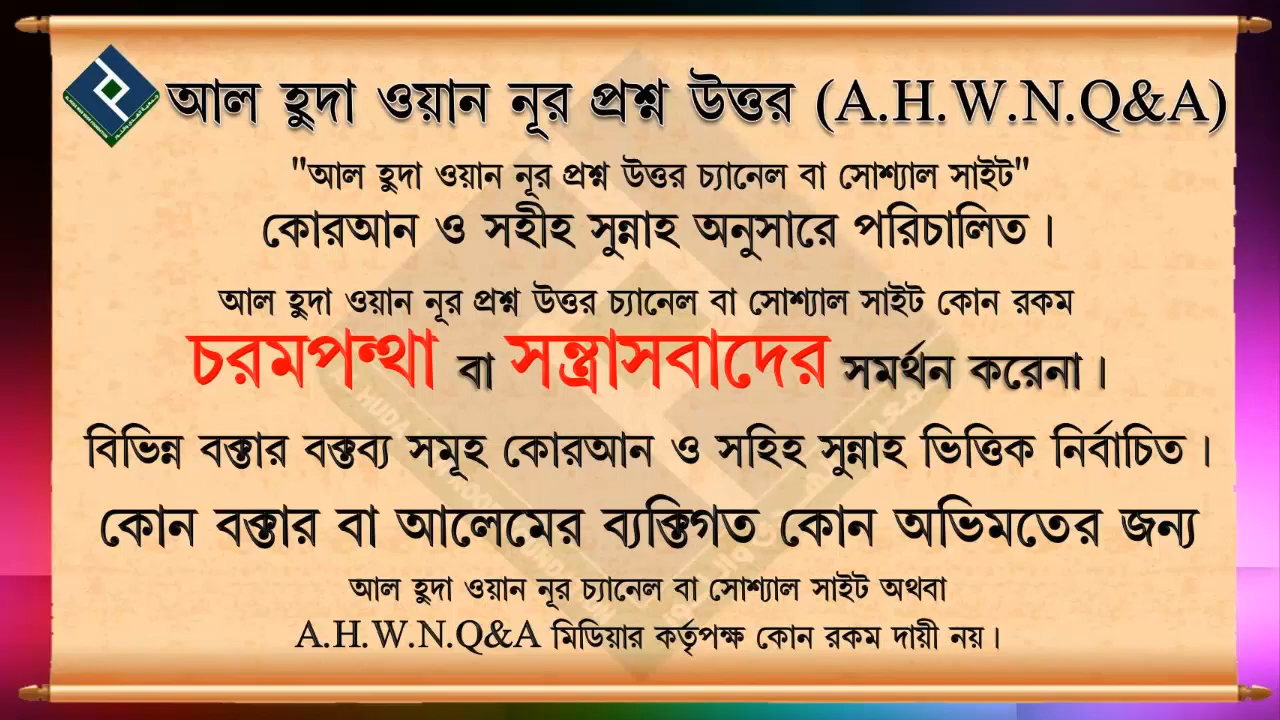 আল হুদা ওয়ান নূর প্রশ্ন উত্তর (A.H.W.N.Q&A)
"আল হুদা ওয়ান নূর প্রশ্ন উত্তর চ্যানেল বা সোশ্যাল সাইট"
কোরআন ও সহীহ সুন্নাহ অনুসারে পরিচালিত।
আল হুদা ওয়ান নূর প্রশ্ন উত্তর চ্যানেল বা সোশ্যাল সাইট কোন রকম
চরমপন্থা বা সন্ত্রাসবাদের সমর্থন করেনা।
বিভিন্ন বক্তার বক্তব্য সমূহ কোরআন ও সহিহ সুন্নাহ ভিত্তিক নির্বাচিত।
কোন বক্তার বা আলেমের ব্যক্তিগত কোন অভিমতের জন্য
আল হুদা ওয়ান নূর চ্যানেল বা সোশ্যাল সাইট অথবা
A.H.W.N.Q&A মিডিয়ার কর্তৃপক্ষ কোন রকম দায়ী নয়।